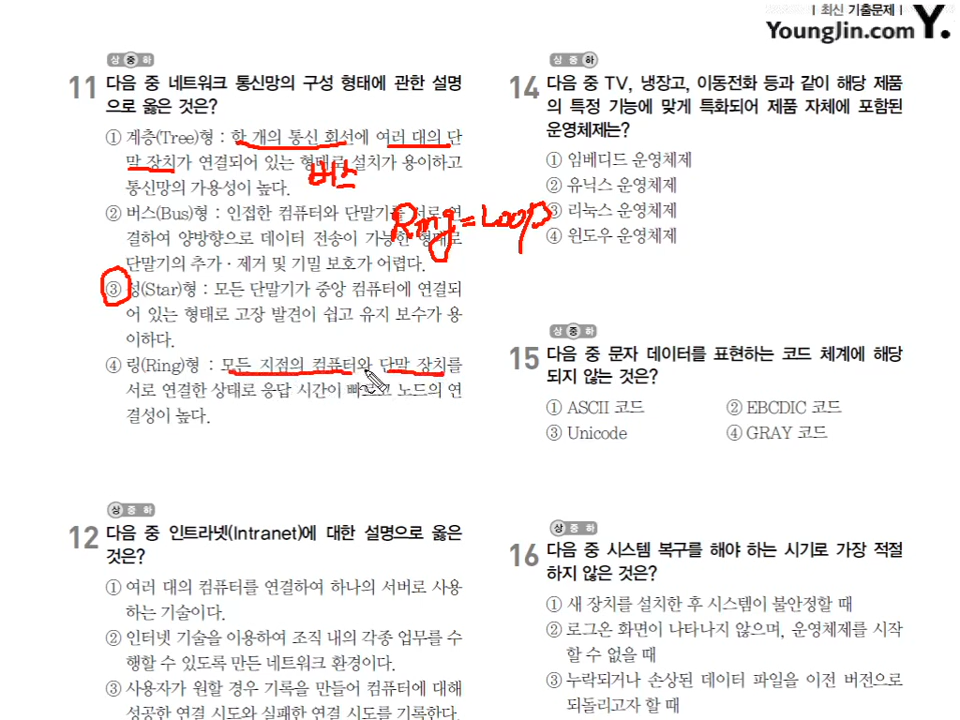 최신 기출문제
YoungJin.com Y.
상 중 하
11 다음 중 네트워크 통신망의 구성 형태에 관한 설명
으로 옳은 것은?
① 계층(Tree)형 : 한 개의 통신 회선에 여러 대의 단
말 장치가 연결되어 있는 형태로 설치가 용이하고
버스
통신망의 가용성이 높다.
② 버스(Bus)형 : 인접한 컴퓨터와 단말기를 서로 연
Ring=Loop
결하여 양방향으로 데이터 전송이 가능한 형태로
단말기의 추가·제거 및 기밀 보호가 어렵다.
③ 성(Star)형 : 모든 단말기가 중앙 컴퓨터에 연결되
어 있는 형태로 고장 발견이 쉽고 유지 보수가 용
이하다.
④ 링(Ring)형 : 모든 지점의 컴퓨터와 단말 장치를
서로 연결한 상태로 응답 시간이 빠르고 노드의 연
결성이 높다.
상 중 하
12 다음 중 인트라넷(Intranet)에 대한 설명으로 옳은
것은?
① 여러 대의 컴퓨터를 연결하여 하나의 서버로 사용
하는 기술이다.
② 인터넷 기술을 이용하여 조직 내의 각종 업무를 수
행할 수 있도록 만든 네트워크 환경이다.
③ 사용자가 원할 경우 기록을 만들어 컴퓨터에 대해
성공한 연결 시도와 실패한 연결 시도를 기록한다.
상 중 하
14 다음 중 TV, 냉장고, 이동전화 등과 같이 해당 제품
의 특정 기능에 맞게 특화되어 제품 자체에 포함된
운영체제는?
① 임베디드 운영체제
② 유닉스 운영체제
③ 리눅스 운영체제
④ 윈도우 운영체제
상 중 하
15 다음 중 문자 데이터를 표현하는 코드 체계에 해당
되지 않는 것은?
① ASCII 코드 ② EBCDIC 코드
③ Unicode ④ GRAY 코드
상 중 하
16 다음 중 시스템 복구를 해야 하는 시기로 가장 적절
하지 않은 것은?
① 새 장치를 설치한 후 시스템이 불안정할 때
② 로그온 화면이 나타나지 않으며, 운영체제를 시작
할 수 없을 때
③ 누락되거나 손상된 데이터 파일을 이전 버전으로
되돌리고자 할 때